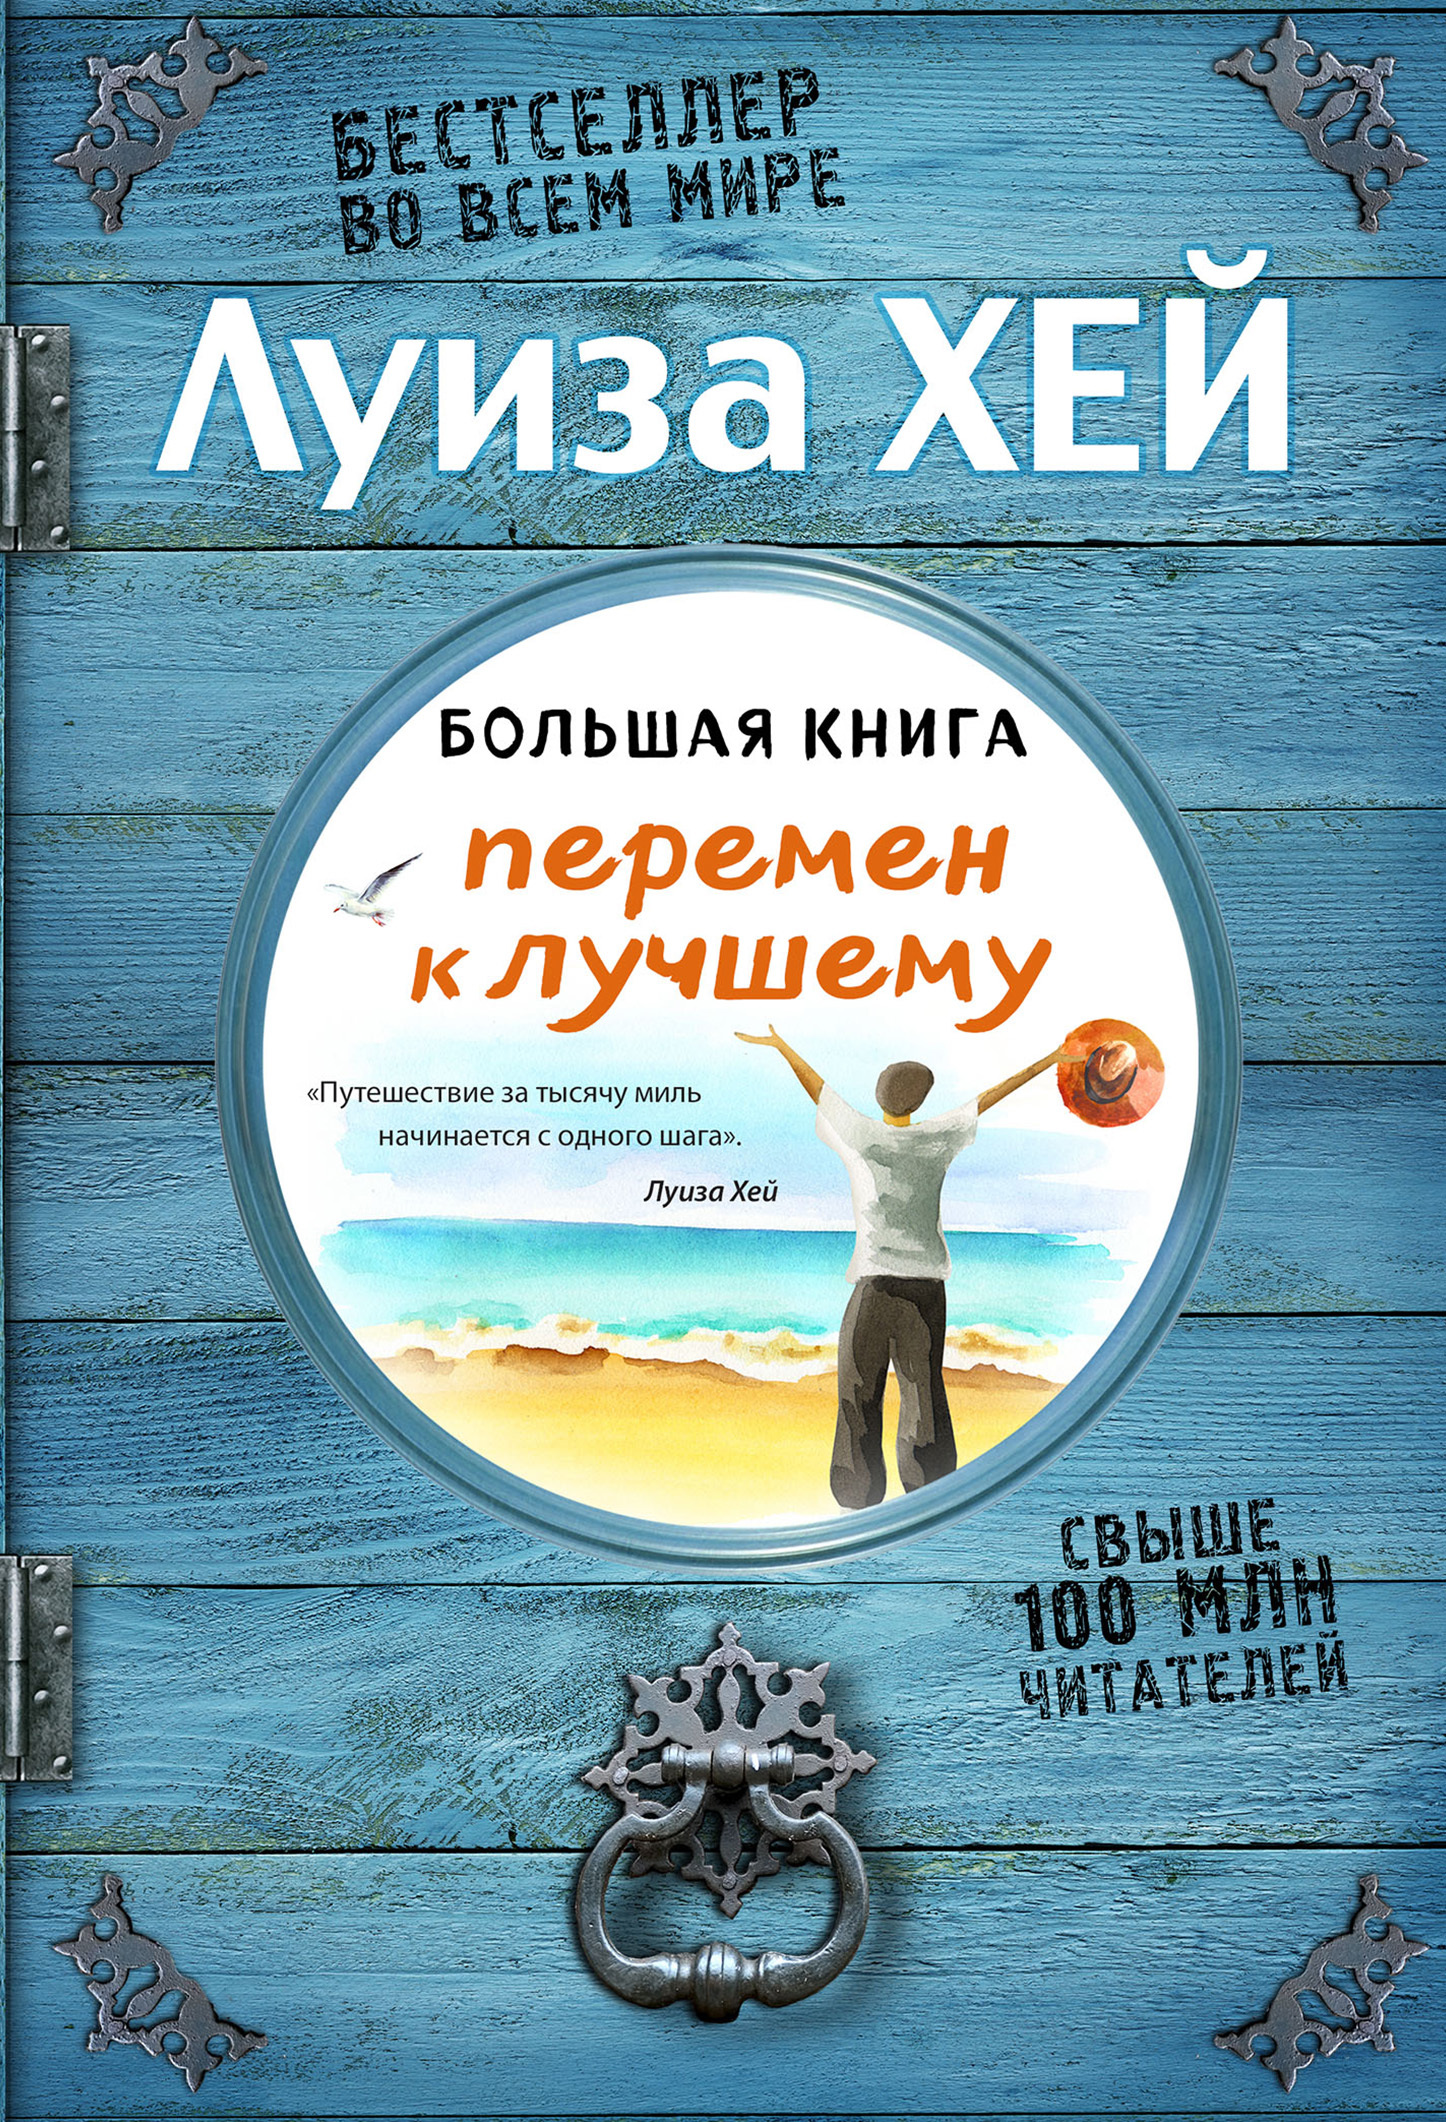 БЕСТСЕЛЛЕР
ВО ВСЕМ МИРЕ
Луиза ХЕЙ
БОЛЬШАЯ КНИГА
перемен
к лучшему
«Путешествие за тысячу миль
начинается с одного шага».
Луиза Хей
СВЫШЕ
100 МЛН
ЧИТАТЕЛЕЙ